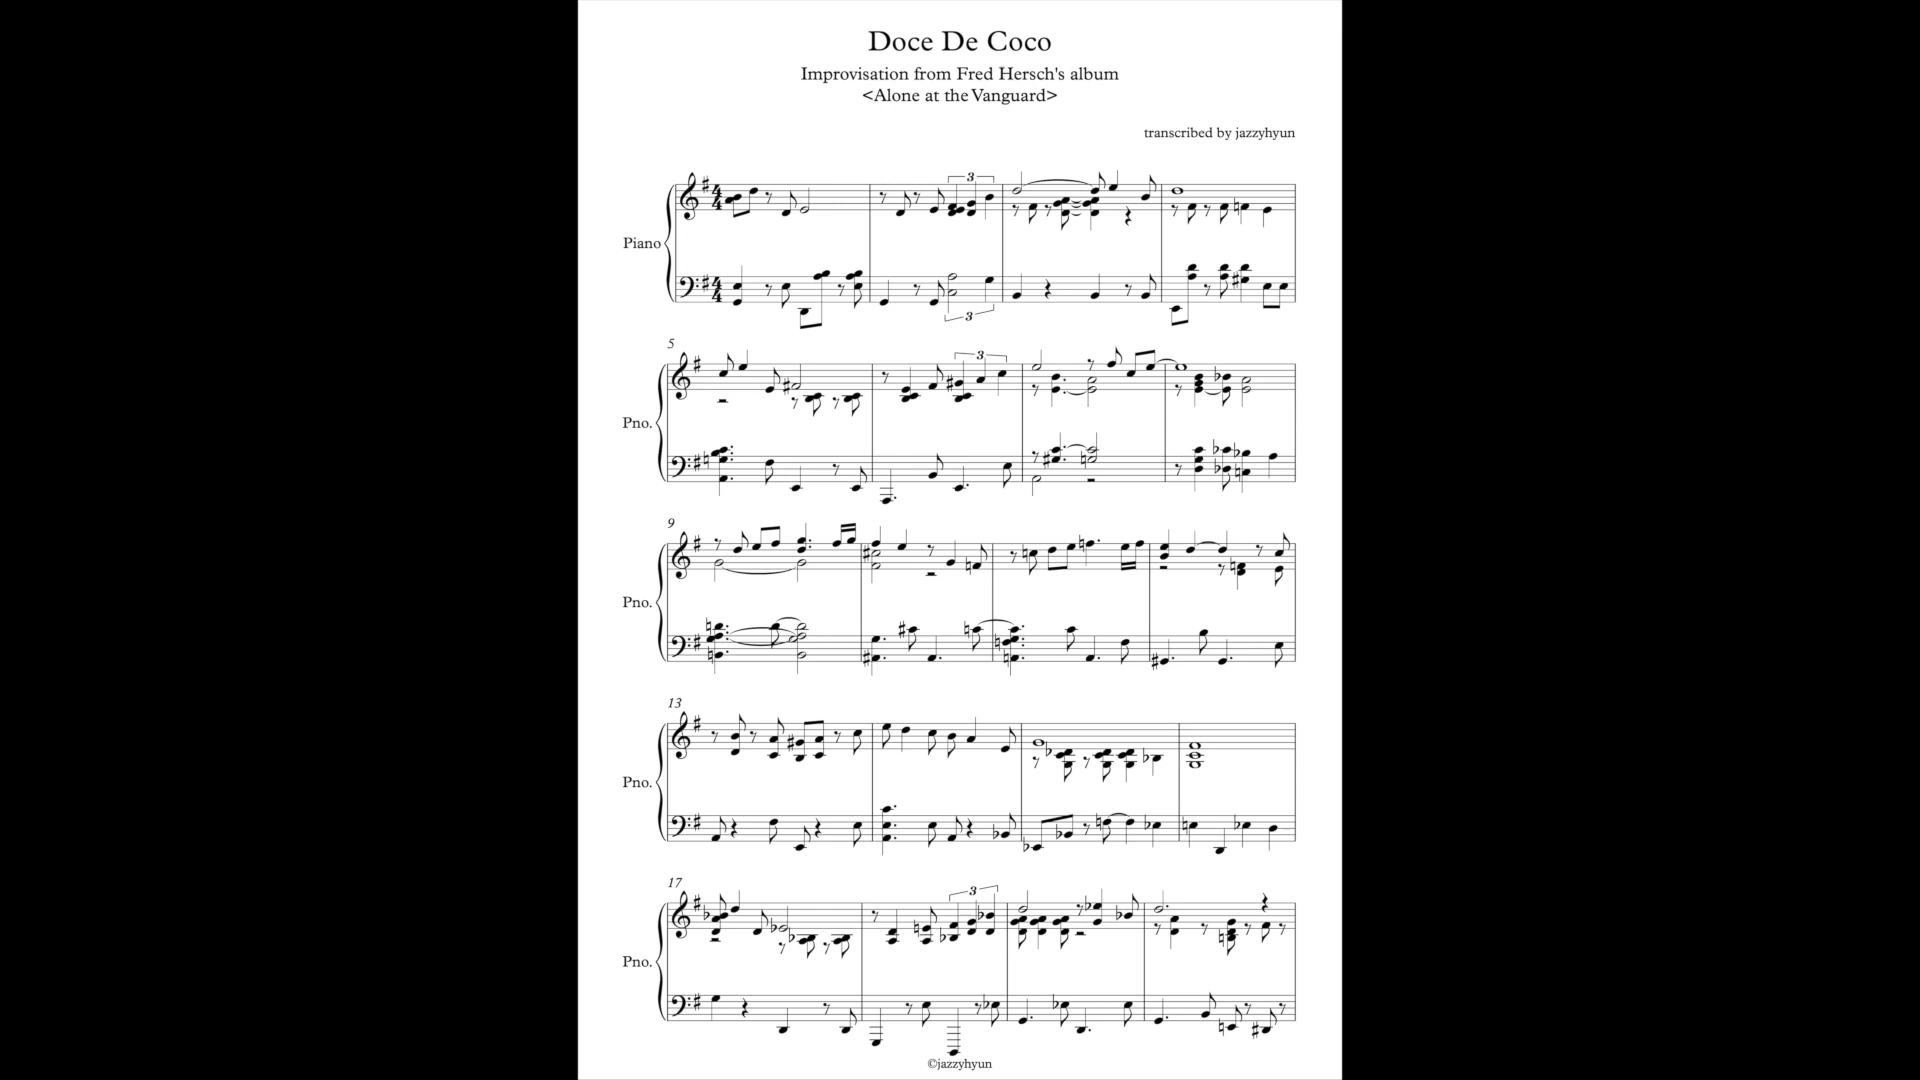 Doce De Coco
Improvisation from Fred Hersch's album
<Alone at the Vanguard>
transcribed by jazzyhyun
3
Piano
3
5
3
Pno.
9
Pno.
13
Pno.
17
3
Pno.
©jazzyhyun